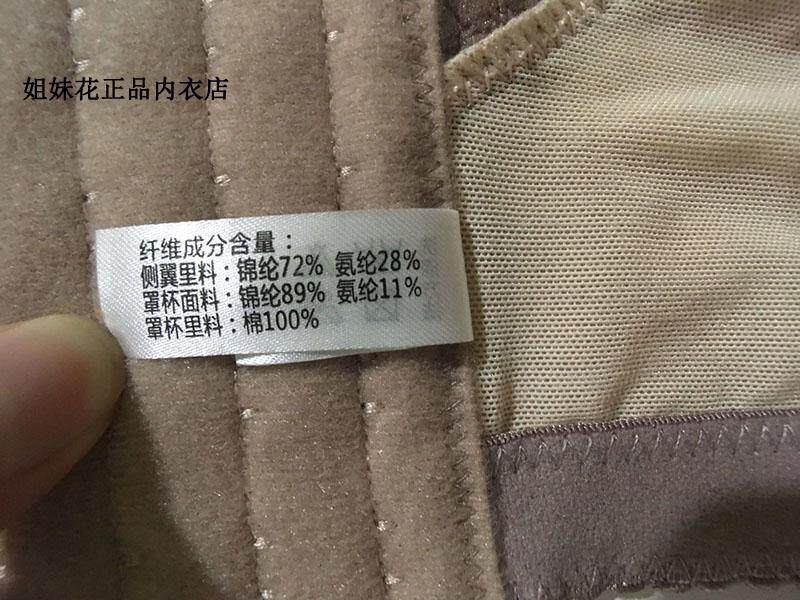 姐妹花正品内衣店
纤维成分含量：
侧翼里料：锦纶72% 氨纶28%
罩杯面料：锦纶89% 氨纶11%
罩杯里料：棉100%